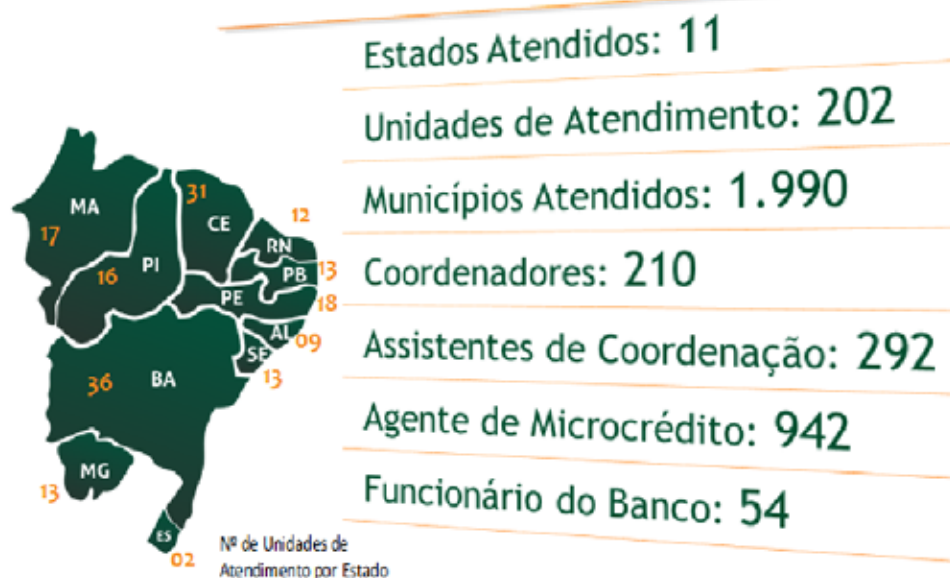 Estados Atendidos: 11
Unidades de Atendimento: 202
Municípios Atendidos: 1.990
Coordenadores: 210
Assistentes de Coordenação: 292
Agente de Microcrédito: 942
Funcionário do Banco: 54
MA
17
PI
16
CE
31
RN
12
PB
13
PE
18
AL
09
SE
13
BA
36
MG
13
ES
02
Nº de Unidades de
Atendimento por Estado